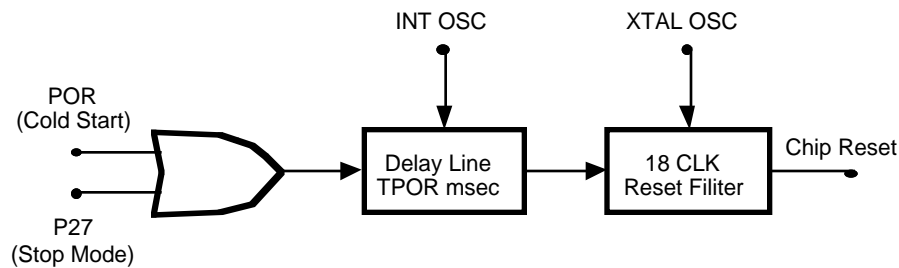 INT OSC
XTAL OSC
POR
(Cold Start)
P27
(Stop Mode)
Delay Line
TPOR msec
18 CLK
Reset Filiter
Chip Reset